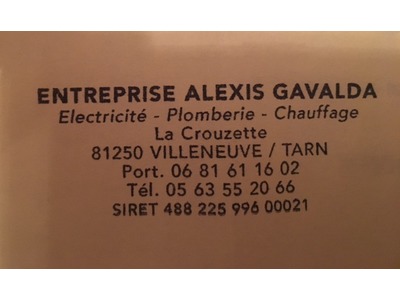 ENTREPRISE ALEXIS GAVALDA
Electricité - Plomberie - Chauffage
La Crouzette
81250 VILLENEUVE / TARN
Port. 06 81 61 16 02
Tél. 05 63 55 20 66
SIRET 488 225 996 00021